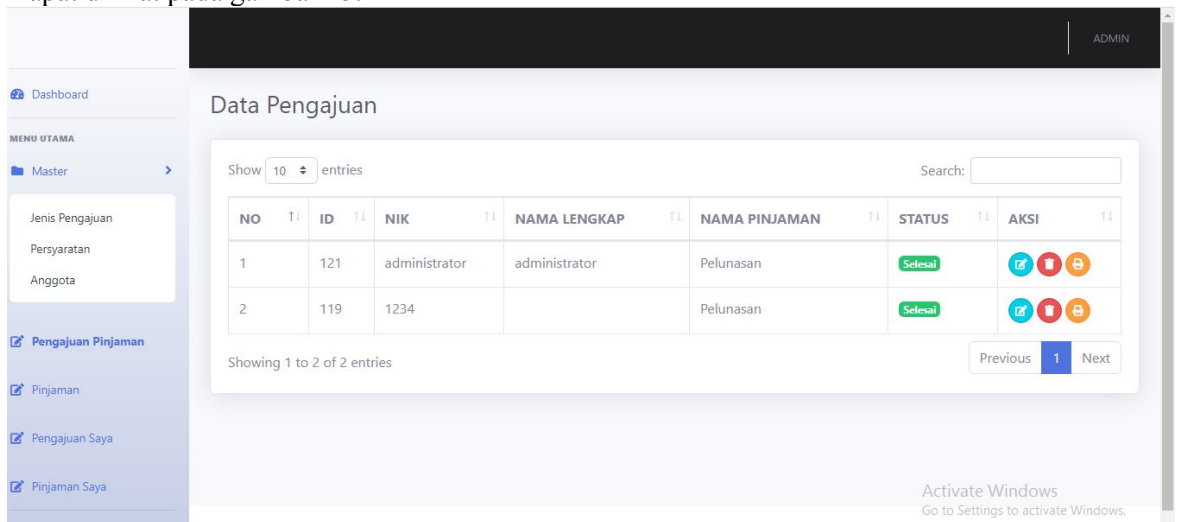 ADMIN
Dashboard
MENU UTAMA
Master
Jenis Pengajuan
Persyaratan
Anggota
Pengajuan Pinjaman
Pinjaman
Pengajuan Saya
Pinjaman Saya
Data Pengajuan
Show 10 entries
Search:
NO ID NIK NAMA LENGKAP NAMA PINJAMAN STATUS AKSI
1 121 administrator administrator Pelunasan Selesai
2 119 1234 Pelunasan Selesai
Showing 1 to 2 of 2 entries
Previous 1 Next
Activate Windows
Go to Settings to activate Windows.